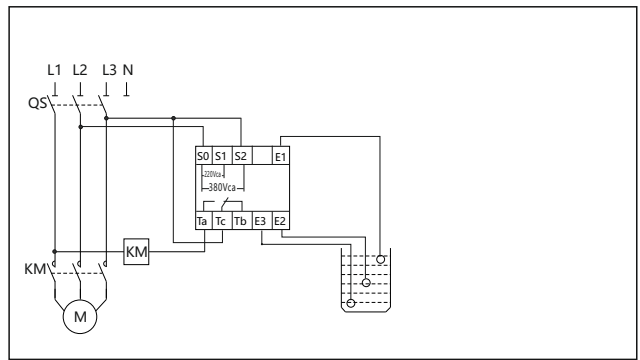 L1 L2 L3 N
QS
S0 S1 S2 E1
220Vca
380Vca
Ta Tc Tb E3 E2
KM
KM
M